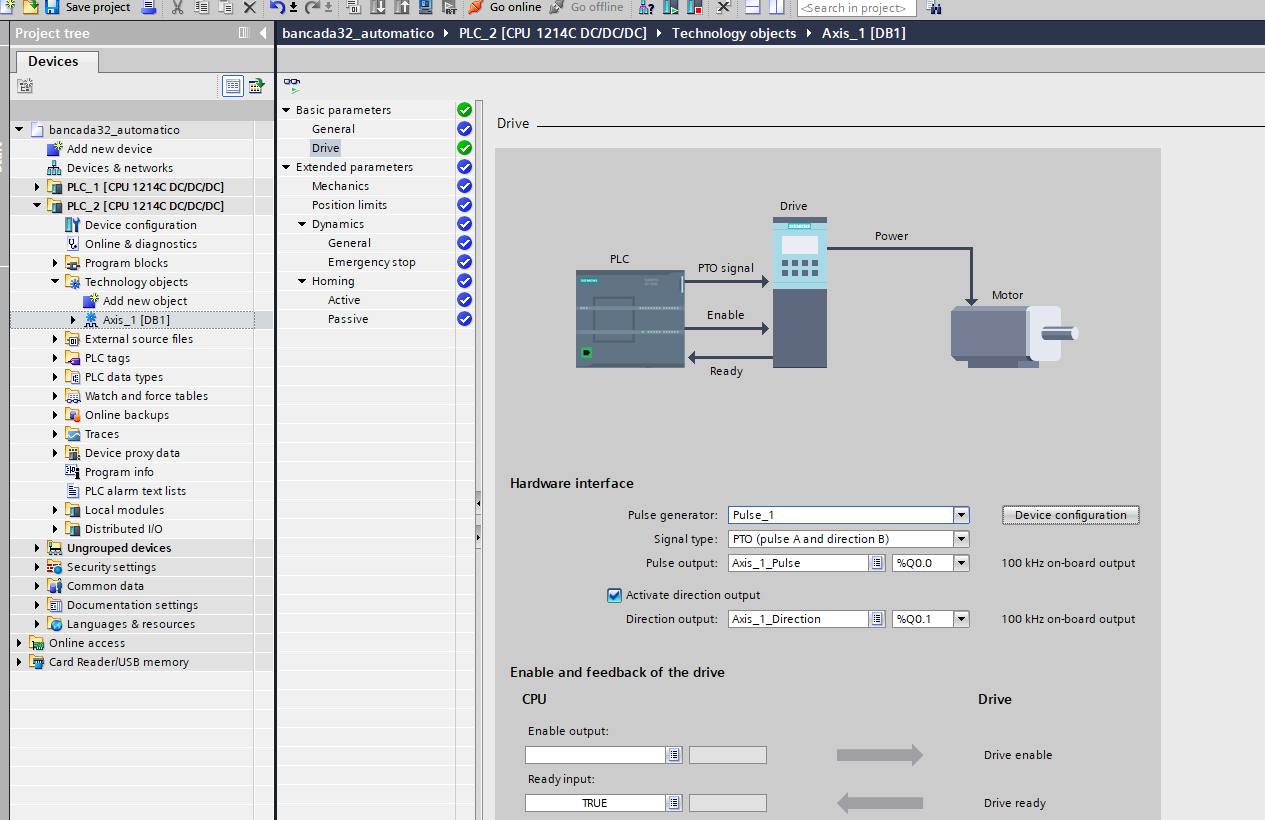 Save project
Go online
Go offline
<Search in project>
Project tree
bancada32_automatico
PLC_2 [CPU 1214C DC/DC/DC]
Technology objects
Axis_1 [DB1]
Devices
bancada32_automatico
Add new device
Devices & networks
PLC_1 [CPU 1214C DC/DC/DC]
PLC_2 [CPU 1214C DC/DC/DC]
Device configuration
Online & diagnostics
Program blocks
Technology objects
Add new object
Axis_1 [DB1]
External source files
PLC tags
PLC data types
Watch and force tables
Online backups
Traces
Device proxy data
Program info
PLC alarm text lists
Local modules
Distributed I/O
Ungrouped devices
Security settings
Common data
Documentation settings
Languages & resources
Online access
Card Reader/USB memory
Basic parameters
General
Drive
Extended parameters
Mechanics
Position limits
Dynamics
General
Emergency stop
Homing
Active
Passive
Drive
Drive
SIEMENS
Power
PLC
SIEMENS
PTO signal
Enable
Ready
Motor
Hardware interface
Pulse generator: Pulse_1 Device configuration
Signal type: PTO (pulse A and direction B)
Pulse output: Axis_1_Pulse %Q0.0 100 kHz on-board output
Activate direction output
Direction output: Axis_1_Direction %Q0.1 100 kHz on-board output
Enable and feedback of the drive
CPU Drive
Enable output:
Drive enable
Ready input:
TRUE Drive ready